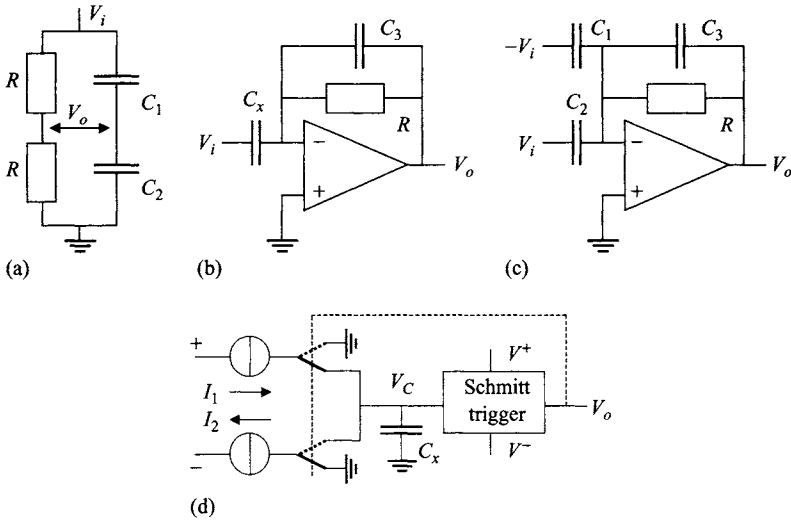 V_i
R
V_o
C_1
R
C_2
(a)
C_3
C_x
R
V_i
−
+
V_o
(b)
−V_i
C_1
C_3
C_2
R
V_i
−
+
V_o
(c)
+
I_1
I_2
−
V_C
C_x
V^+
Schmitt
trigger
V^−
V_o
(d)